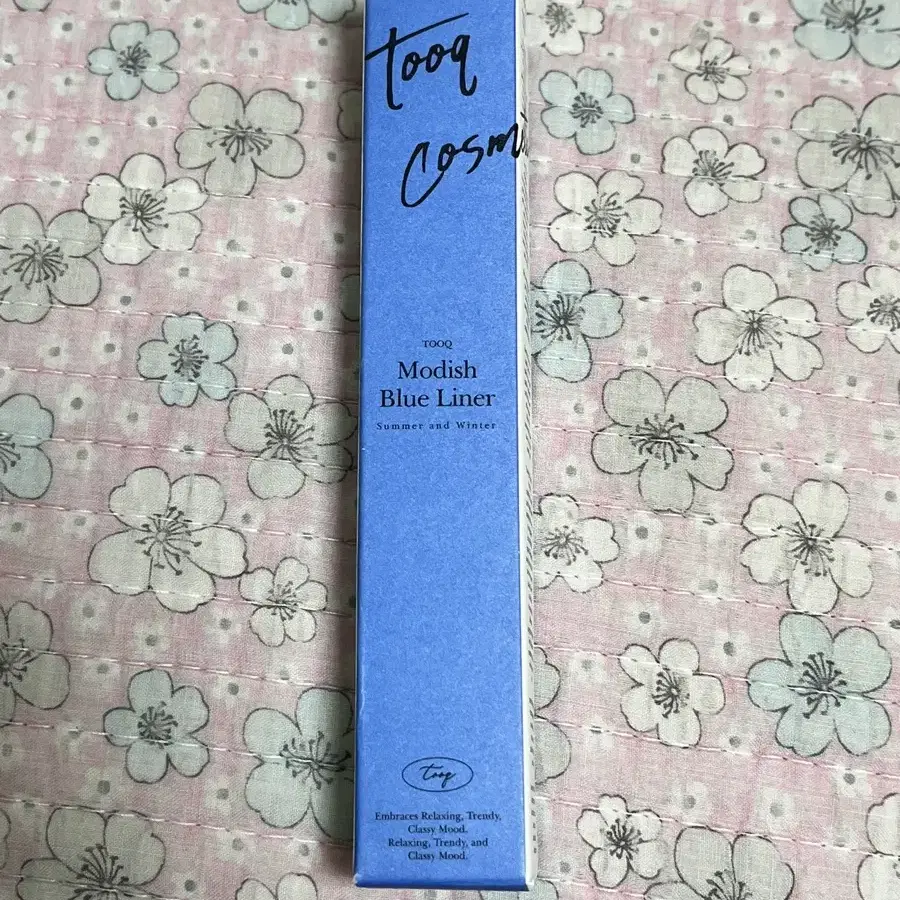 tooq
Cosmi
TOOQ
Modish
Blue Liner
Summer and Winter
tooq
Embraces Relaxing, Trendy,
Classy Mood.
Relaxing, Trendy, and
Classy Mood.